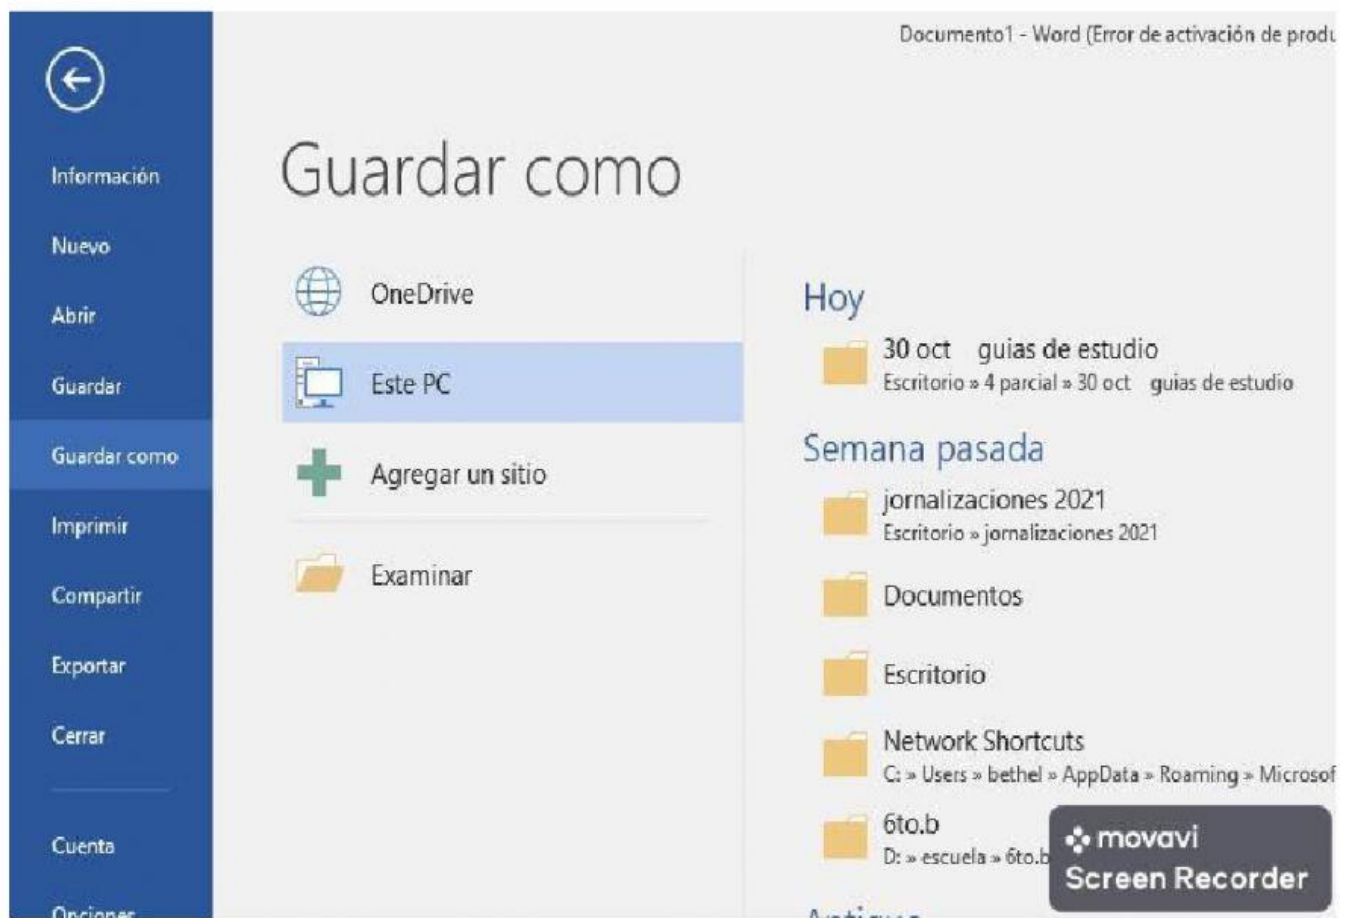 Documento1 - Word (Error de activación de produ
Información
Nuevo
Abrir
Guardar
Guardar como
Imprimir
Compartir
Exportar
Cerrar
Cuenta
Opciones
Guardar como
OneDrive
Este PC
Agregar un sitio
Examinar
Hoy
30 oct guias de estudio
Escritorio » 4 parcial » 30 oct guias de estudio
Semana pasada
jornalizaciones 2021
Escritorio » jornalizaciones 2021
Documentos
Escritorio
Network Shortcuts
C: » Users » bethel » AppData » Roaming » Microsof
6to.b
D: » escuela » 6to.b
movavi
Screen Recorder